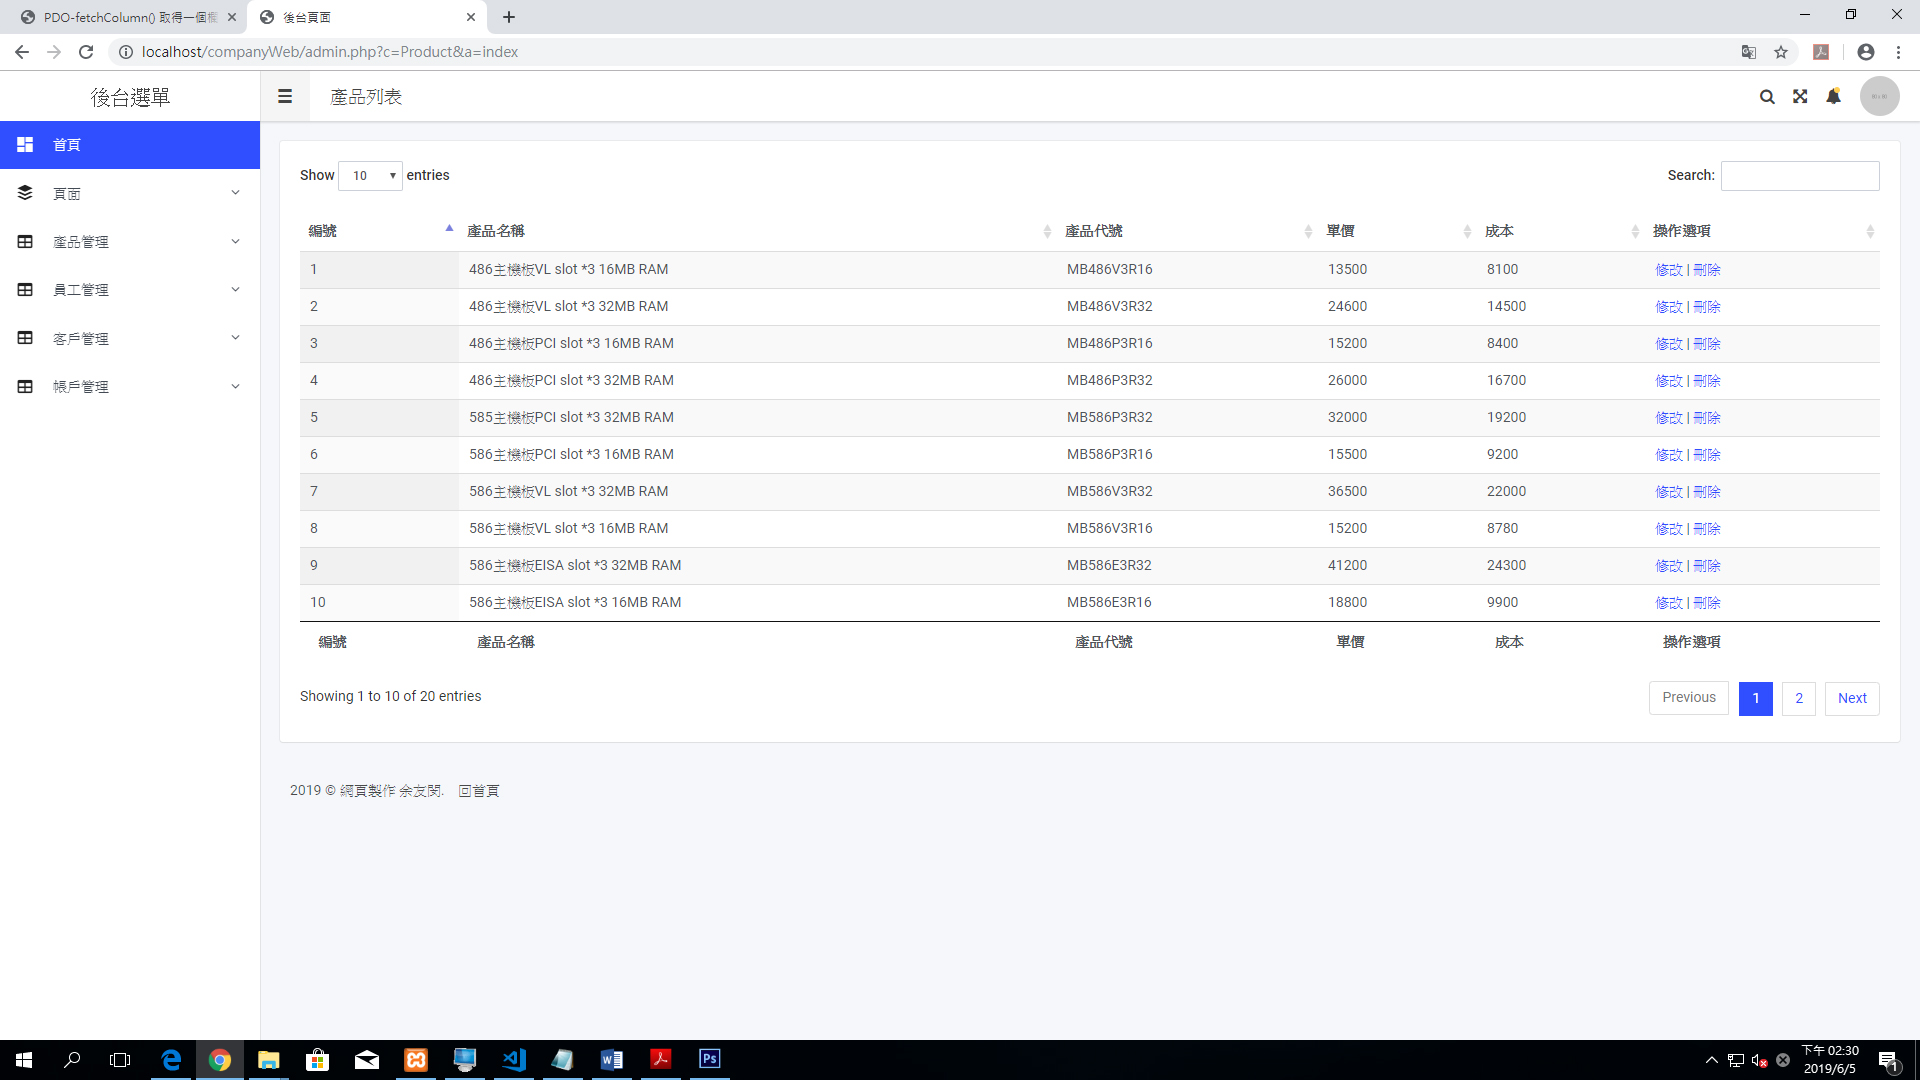 PDO-fetchColumn() 取得一個欄
後台頁面
localhost/companyWeb/admin.php?c=Product&a=index
後台選單
產品列表
首頁
頁面
產品管理
員工管理
客戶管理
帳戶管理
Show 10 entries
Search:
編號 產品名稱 產品代號 單價 成本 操作選項
1 486主機板VL slot *3 16MB RAM MB486V3R16 13500 8100 修改 | 刪除
2 486主機板VL slot *3 32MB RAM MB486V3R32 24600 14500 修改 | 刪除
3 486主機板PCI slot *3 16MB RAM MB486P3R16 15200 8400 修改 | 刪除
4 486主機板PCI slot *3 32MB RAM MB486P3R32 26000 16700 修改 | 刪除
5 585主機板PCI slot *3 32MB RAM MB586P3R32 32000 19200 修改 | 刪除
6 586主機板PCI slot *3 16MB RAM MB586P3R16 15500 9200 修改 | 刪除
7 586主機板VL slot *3 32MB RAM MB586V3R32 36500 22000 修改 | 刪除
8 586主機板VL slot *3 16MB RAM MB586V3R16 15200 8780 修改 | 刪除
9 586主機板EISA slot *3 32MB RAM MB586E3R32 41200 24300 修改 | 刪除
10 586主機板EISA slot *3 16MB RAM MB586E3R16 18800 9900 修改 | 刪除
編號 產品名稱 產品代號 單價 成本 操作選項
Showing 1 to 10 of 20 entries
Previous 1 2 Next
2019 © 網頁製作 余友閔. 回首頁
下午 02:30
2019/6/5
1